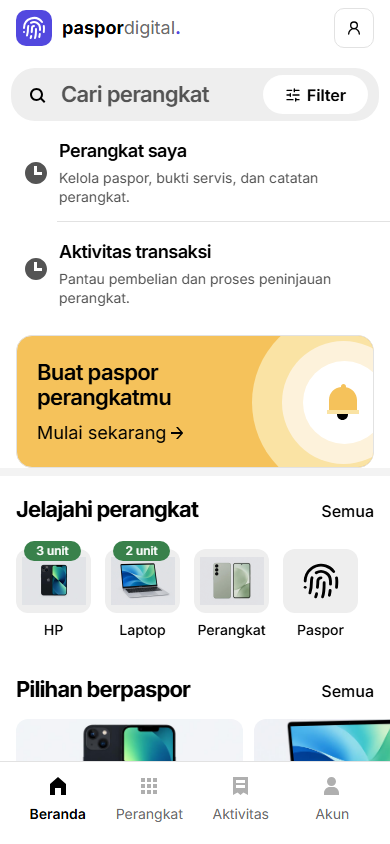 paspordigital.
Cari perangkat
Filter
Perangkat saya
Kelola paspor, bukti servis, dan catatan
perangkat.
Aktivitas transaksi
Pantau pembelian dan proses peninjauan
perangkat.
Buat paspor
perangkatmu
Mulai sekarang →
Jelajahi perangkat
Semua
3 unit
2 unit
HP
Laptop
Perangkat
Paspor
Pilihan berpaspor
Semua
Beranda
Perangkat
Aktivitas
Akun